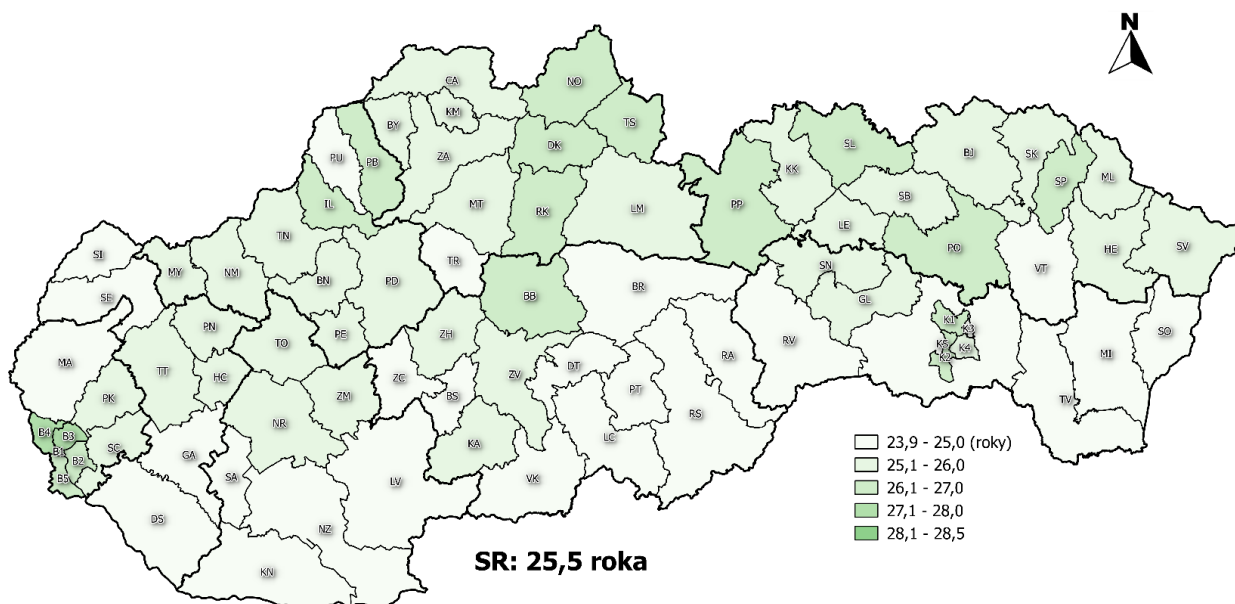 N
NO
CA
KM
TS
BY
DK
PU
PB
ZA
SL
BJ
SK
ML
KK
SP
IL
MT
RK
LM
PP
SB
LE
TN
PO
HE
SV
SI
MY
NM
TR
VT
BN
PD
SN
SE
BB
BR
GL
PN
TO
PE
ZH
K1
K3
K5
K4
K2
SO
RV
RA
MI
MA
TT
HC
ZV
DT
ZC
BS
PT
PK
ZM
TV
RS
NR
B4
B3
B1
B2
SC
KA
LC
GA
B5
SA
LV
VK
DS
NZ
KN
23,9 - 25,0 (roky)
25,1 - 26,0
26,1 - 27,0
27,1 - 28,0
28,1 - 28,5
SR: 25,5 roka